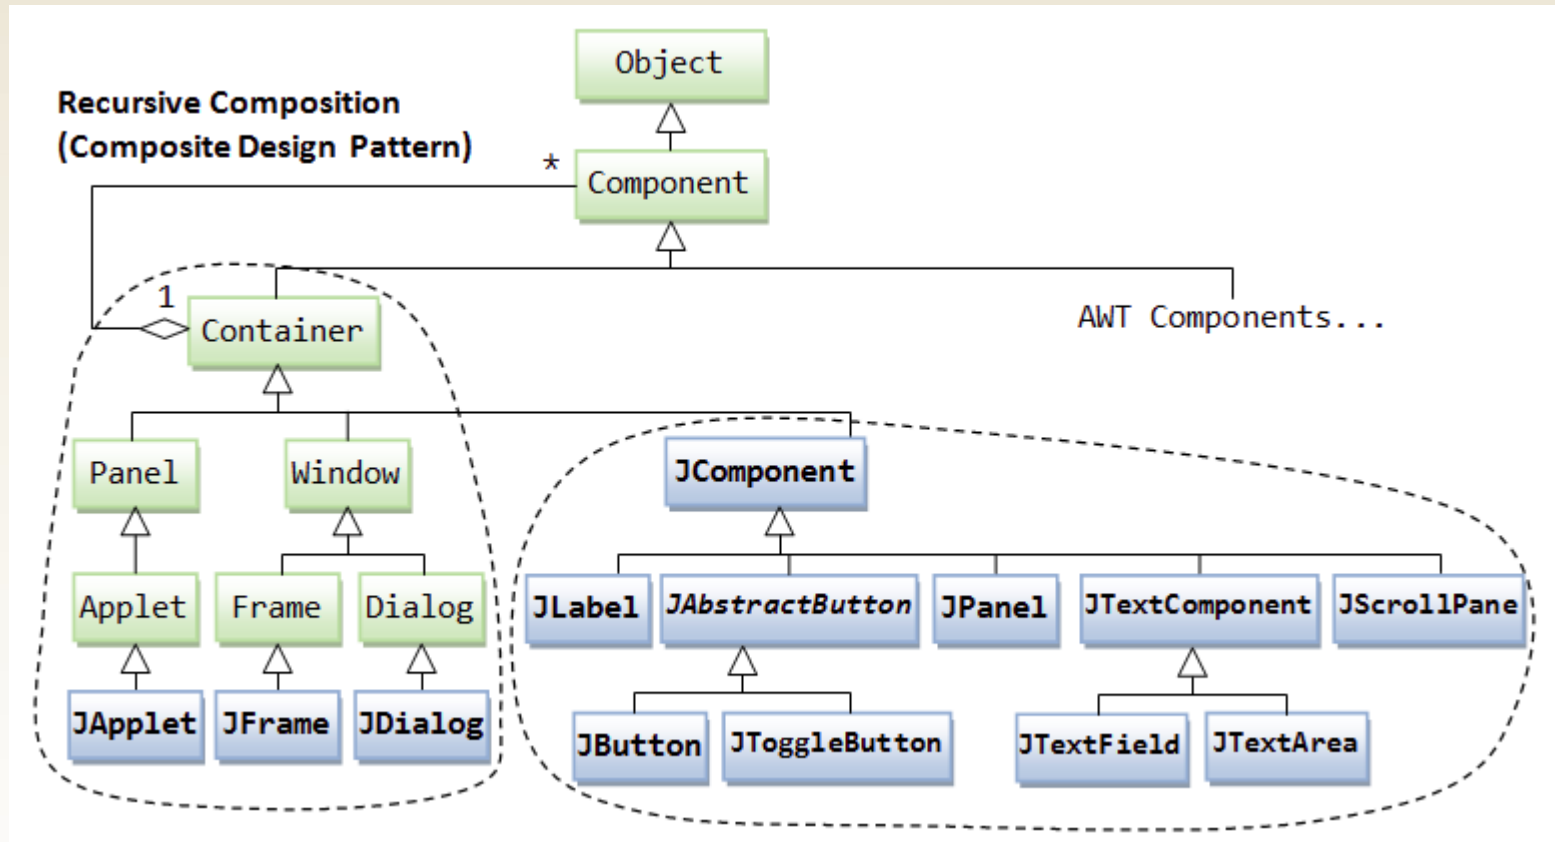 Object
Recursive Composition
(Composite Design Pattern)
*
Component
1
Container
AWT Components...
Panel
Window
JComponent
Applet
Frame
Dialog
JLabel
JAbstractButton
JPanel
JTextComponent
JScrollPane
JApplet
JFrame
JDialog
JButton
JToggleButton
JTextField
JTextArea